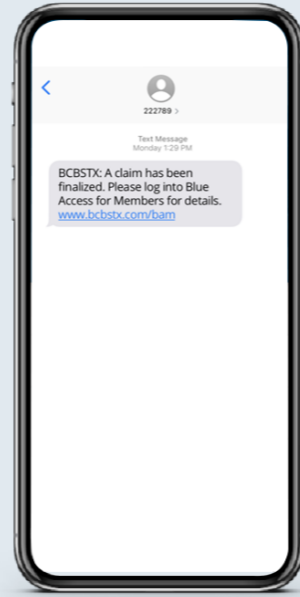 222789 >
Text Message
Monday 1:29 PM
BCBSTX: A claim has been
finalized. Please log into Blue
Access for Members for details.
www.bcbstx.com/bam